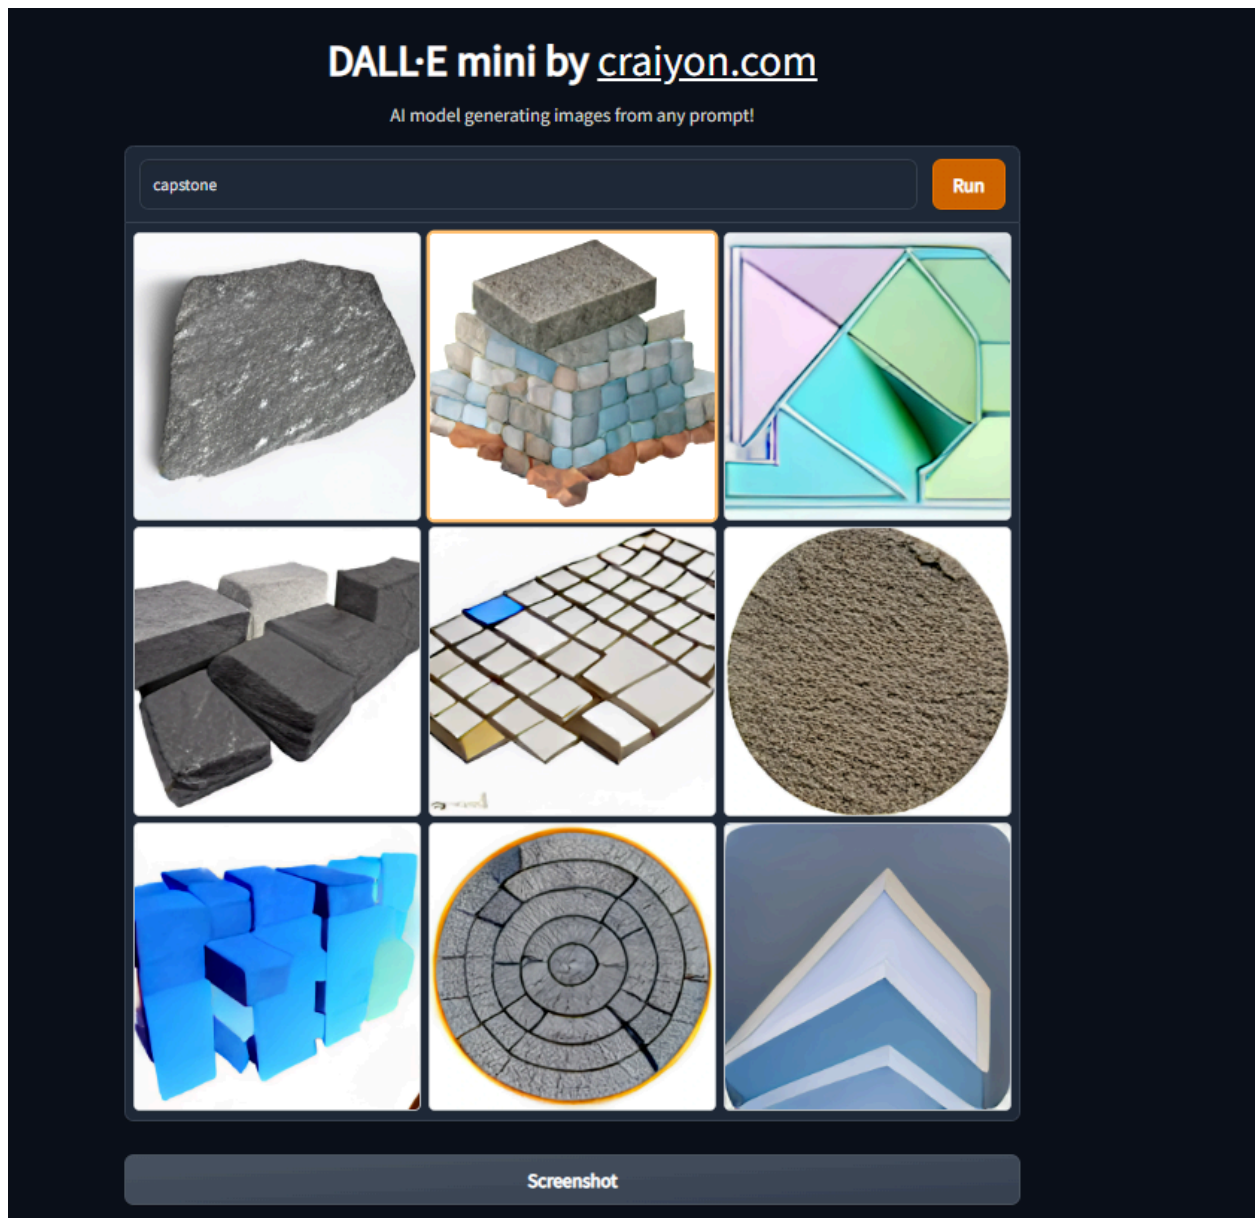 DALL·E mini by craiyon.com
AI model generating images from any prompt!
capstone
Run
Screenshot